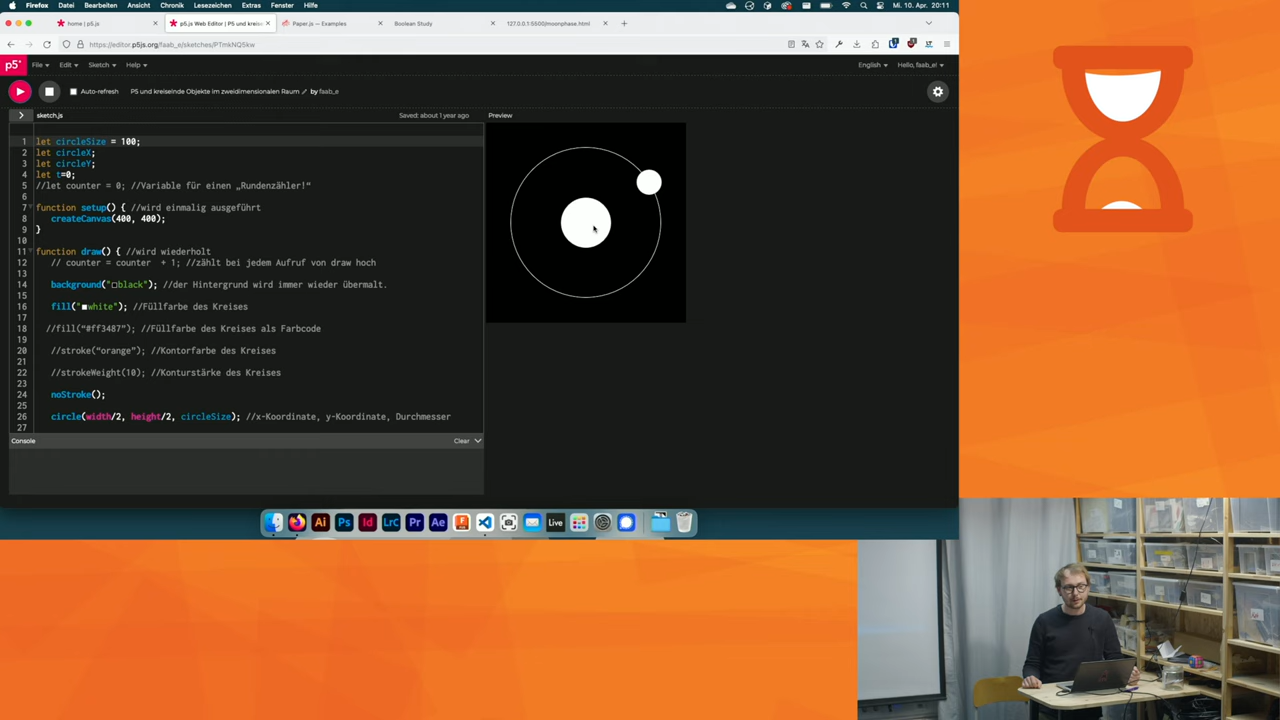 Firefox Datei Bearbeiten Ansicht Chronik Lesezeichen Extras Fenster Hilfe Mi. 10. Apr. 20:11
home | p5.js
p5.js Web Editor | P5 und kreise
Paper.js — Examples
Boolean Study
127.0.0.1:5500/moonphase.html
https://editor.p5js.org/faab_e/sketches/PTmkNQ5kw
p5* File Edit Sketch Help English Hello, faab_e!
Auto-refresh P5 und kreiselnde Objekte im zweidimensionalen Raum by faab_e
sketch.js Saved: about 1 year ago Preview
1 let circleSize = 100;
2 let circleX;
3 let circleY;
4 let t=0;
5 //let counter = 0; //Variable für einen „Rundenzähler!"
6
7 function setup() { //wird einmalig ausgeführt
8 createCanvas(400, 400);
9 }
10
11 function draw() { //wird wiederholt
12 // counter = counter + 1; //zählt bei jedem Aufruf von draw hoch
13
14 background("black"); //der Hintergrund wird immer wieder übermalt.
15
16 fill("white"); //Füllfarbe des Kreises
17
18 //fill("#ff3487"); //Füllfarbe des Kreises als Farbcode
19
20 //stroke("orange"); //Kontorfarbe des Kreises
21
22 //strokeWeight(10); //Konturstärke des Kreises
23
24 noStroke();
25
26 circle(width/2, height/2, circleSize); //x-Koordinate, y-Koordinate, Durchmesser
27
Console Clear
Ai Ps Id LrC Pr Ae Live